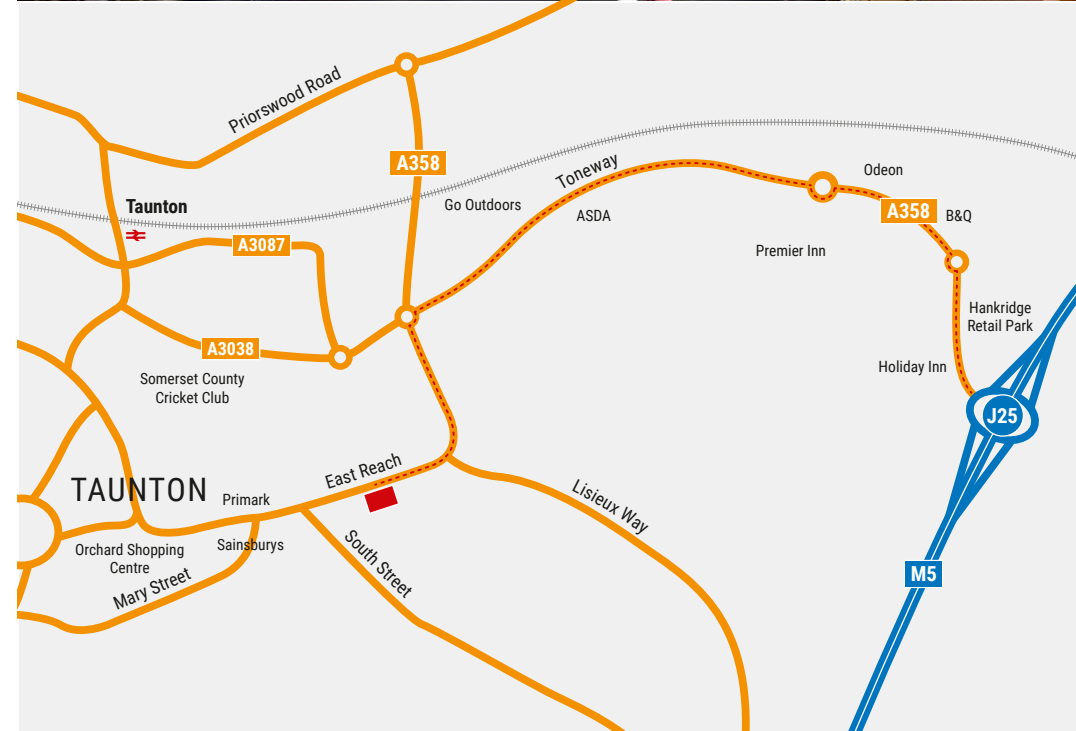 Priorswood Road
A358
Toneway
Odeon
Taunton
Go Outdoors
ASDA
A358
B&Q
A3087
Premier Inn
Hankridge
Retail Park
A3038
Holiday Inn
Somerset County
Cricket Club
J25
East Reach
TAUNTON
Primark
Lisieux Way
Sainsburys
Orchard Shopping
Centre
South Street
Mary Street
M5